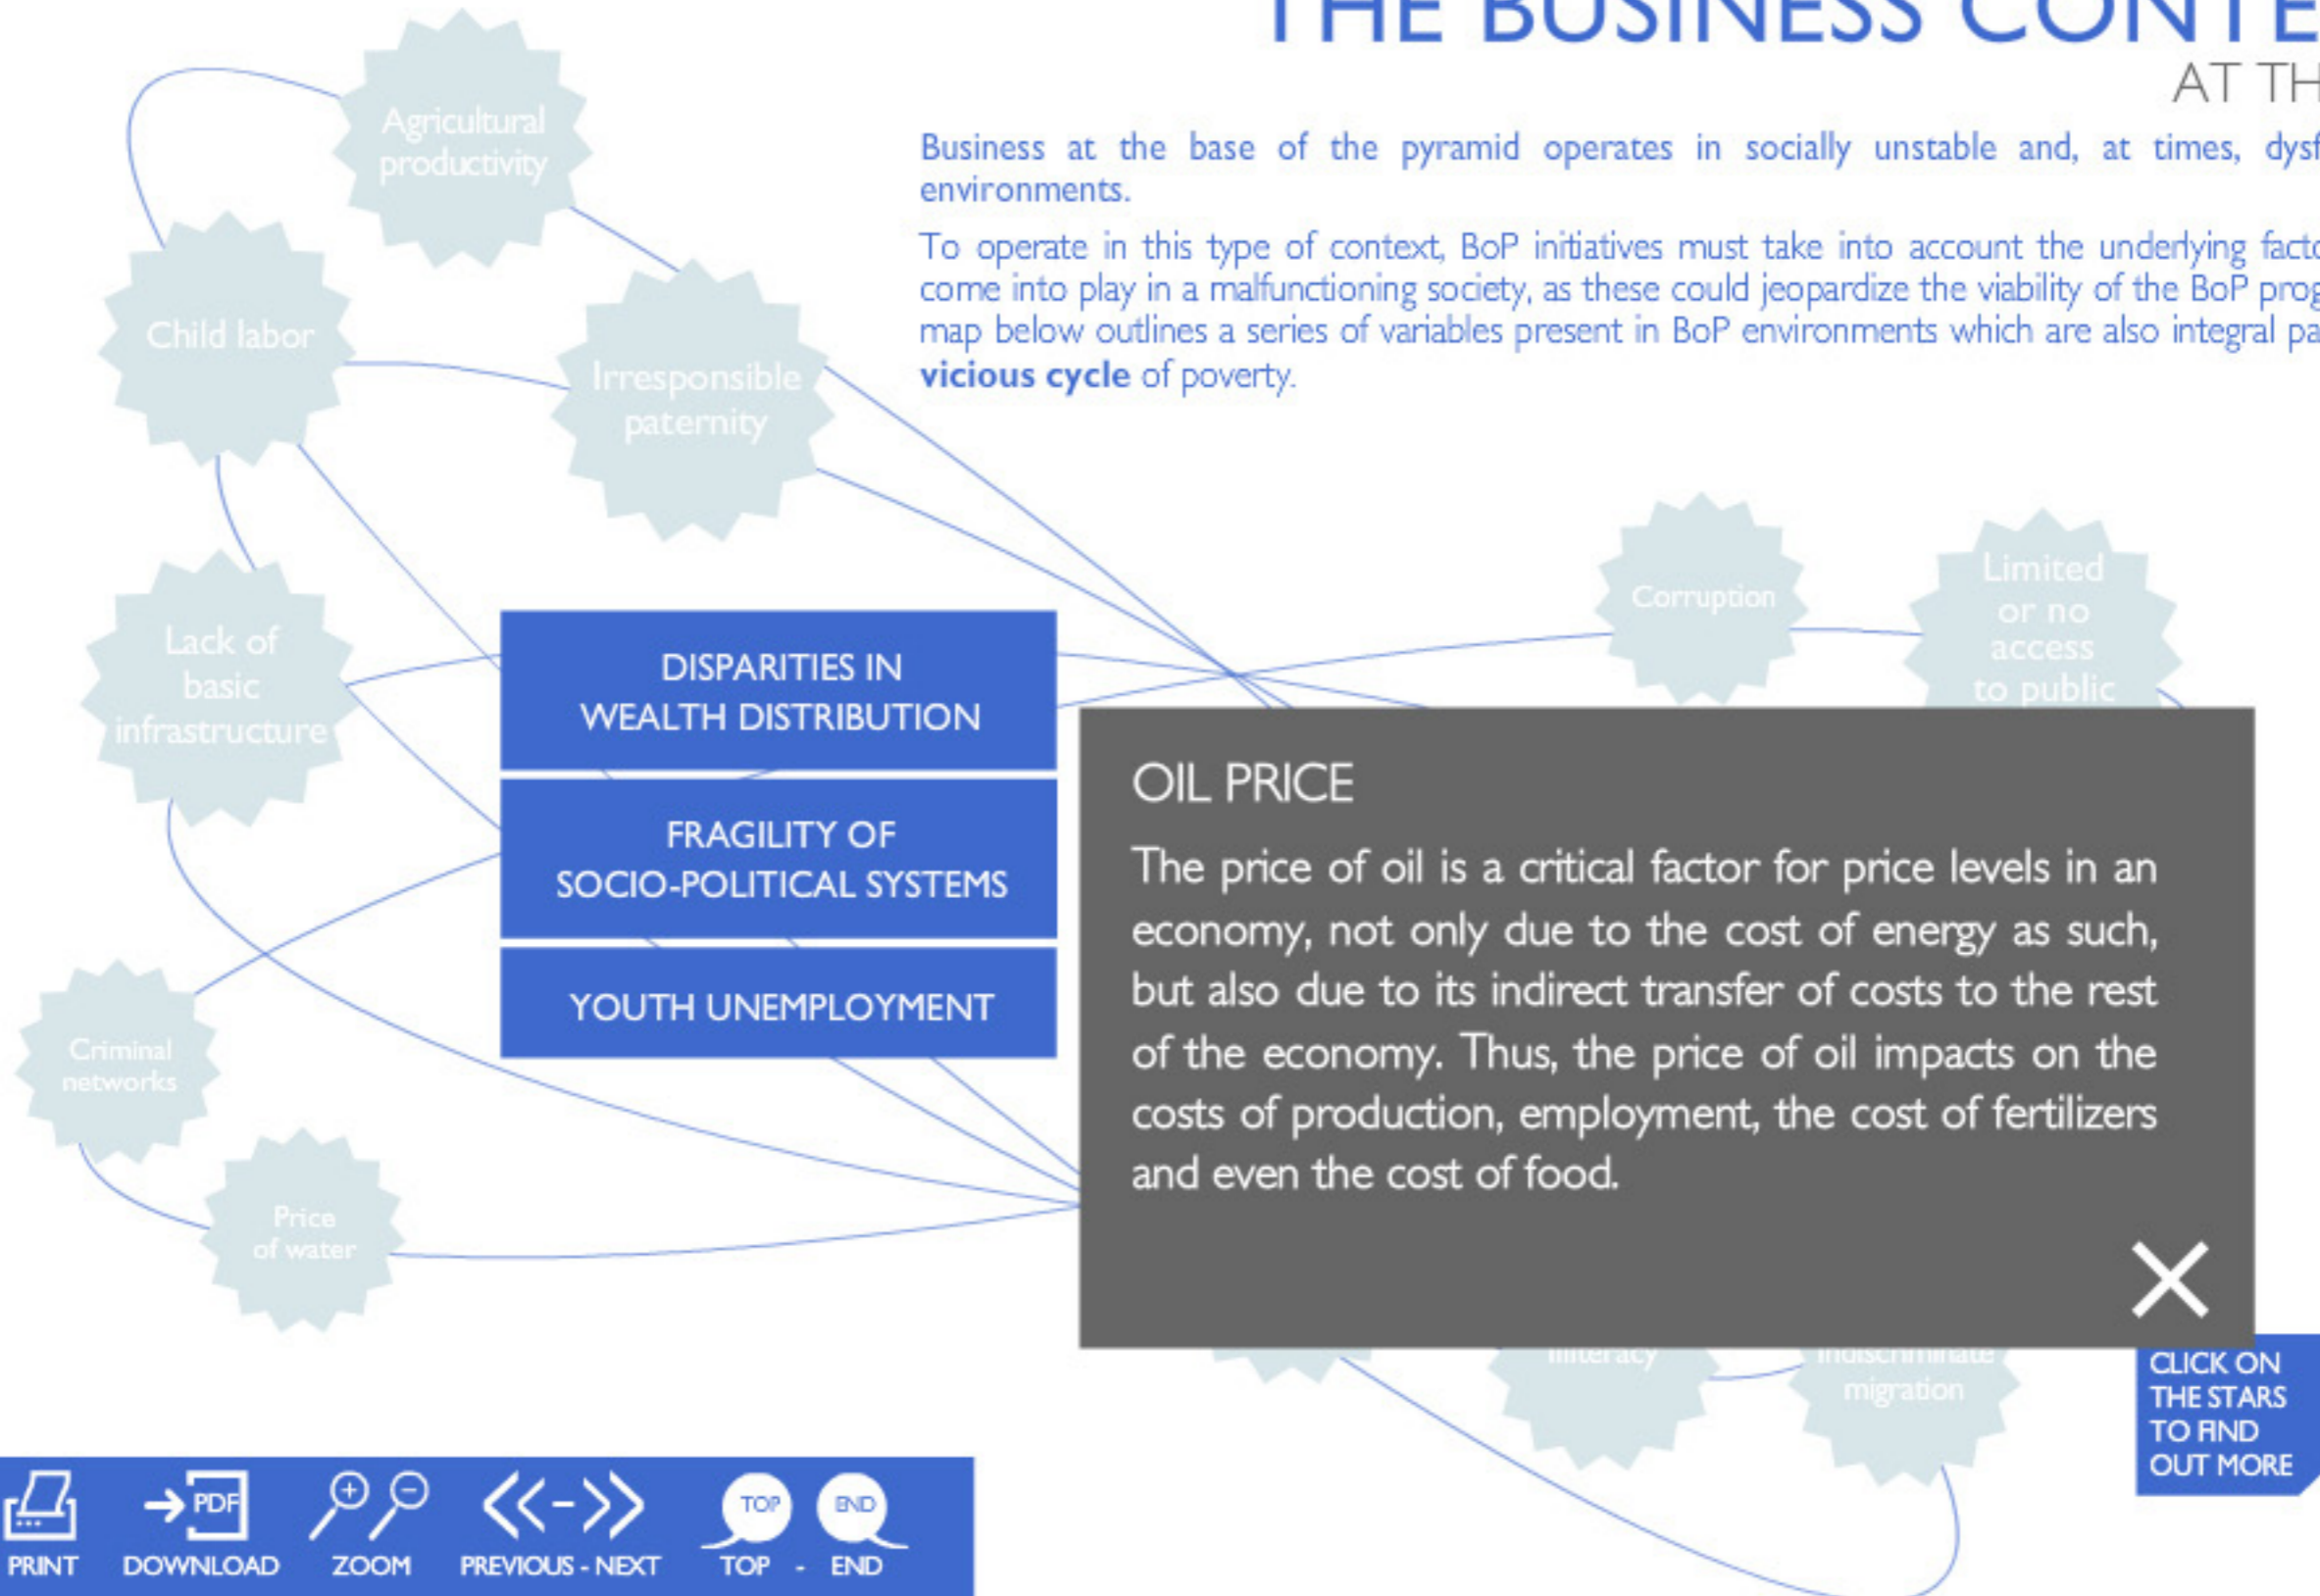 THE BUSINESS CONTE
AT TH
Business at the base of the pyramid operates in socially unstable and, at times, dysf
environments.
To operate in this type of context, BoP initiatives must take into account the underlying facto
come into play in a malfunctioning society, as these could jeopardize the viability of the BoP prog
map below outlines a series of variables present in BoP environments which are also integral pa
vicious cycle of poverty.
Agricultural
productivity
Child labor
Irresponsible
paternity
Lack of
basic
infrastructure
Corruption
Limited
or no
access
to public
DISPARITIES IN
WEALTH DISTRIBUTION
FRAGILITY OF
SOCIO-POLITICAL SYSTEMS
YOUTH UNEMPLOYMENT
OIL PRICE
The price of oil is a critical factor for price levels in an
economy, not only due to the cost of energy as such,
but also due to its indirect transfer of costs to the rest
of the economy. Thus, the price of oil impacts on the
costs of production, employment, the cost of fertilizers
and even the cost of food.
Criminal
networks
Price
of water
Illiteracy
Indiscriminate
migration
CLICK ON
THE STARS
TO FIND
OUT MORE
PDF
TOP
END
PRINT
DOWNLOAD
ZOOM
PREVIOUS - NEXT
TOP - END